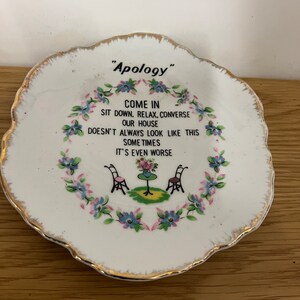 "Apology"
COME IN
SIT DOWN, RELAX, CONVERSE
OUR HOUSE
DOESN'T ALWAYS LOOK LIKE THIS
SOMETIMES
IT'S EVEN WORSE